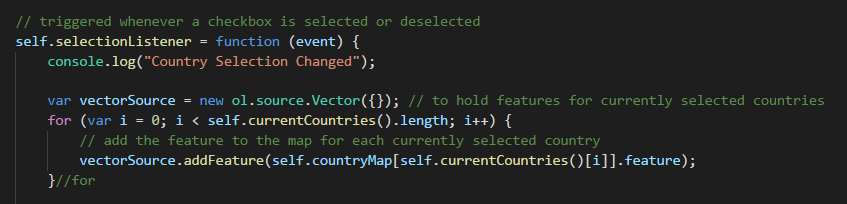 // triggered whenever a checkbox is selected or deselected
self.selectionListener = function (event) {
    console.log("Country Selection Changed");

    var vectorSource = new ol.source.Vector({}); // to hold features for currently selected countries
    for (var i = 0; i < self.currentCountries().length; i++) {
        // add the feature to the map for each currently selected country
        vectorSource.addFeature(self.countryMap[self.currentCountries()[i]].feature);
    }//for